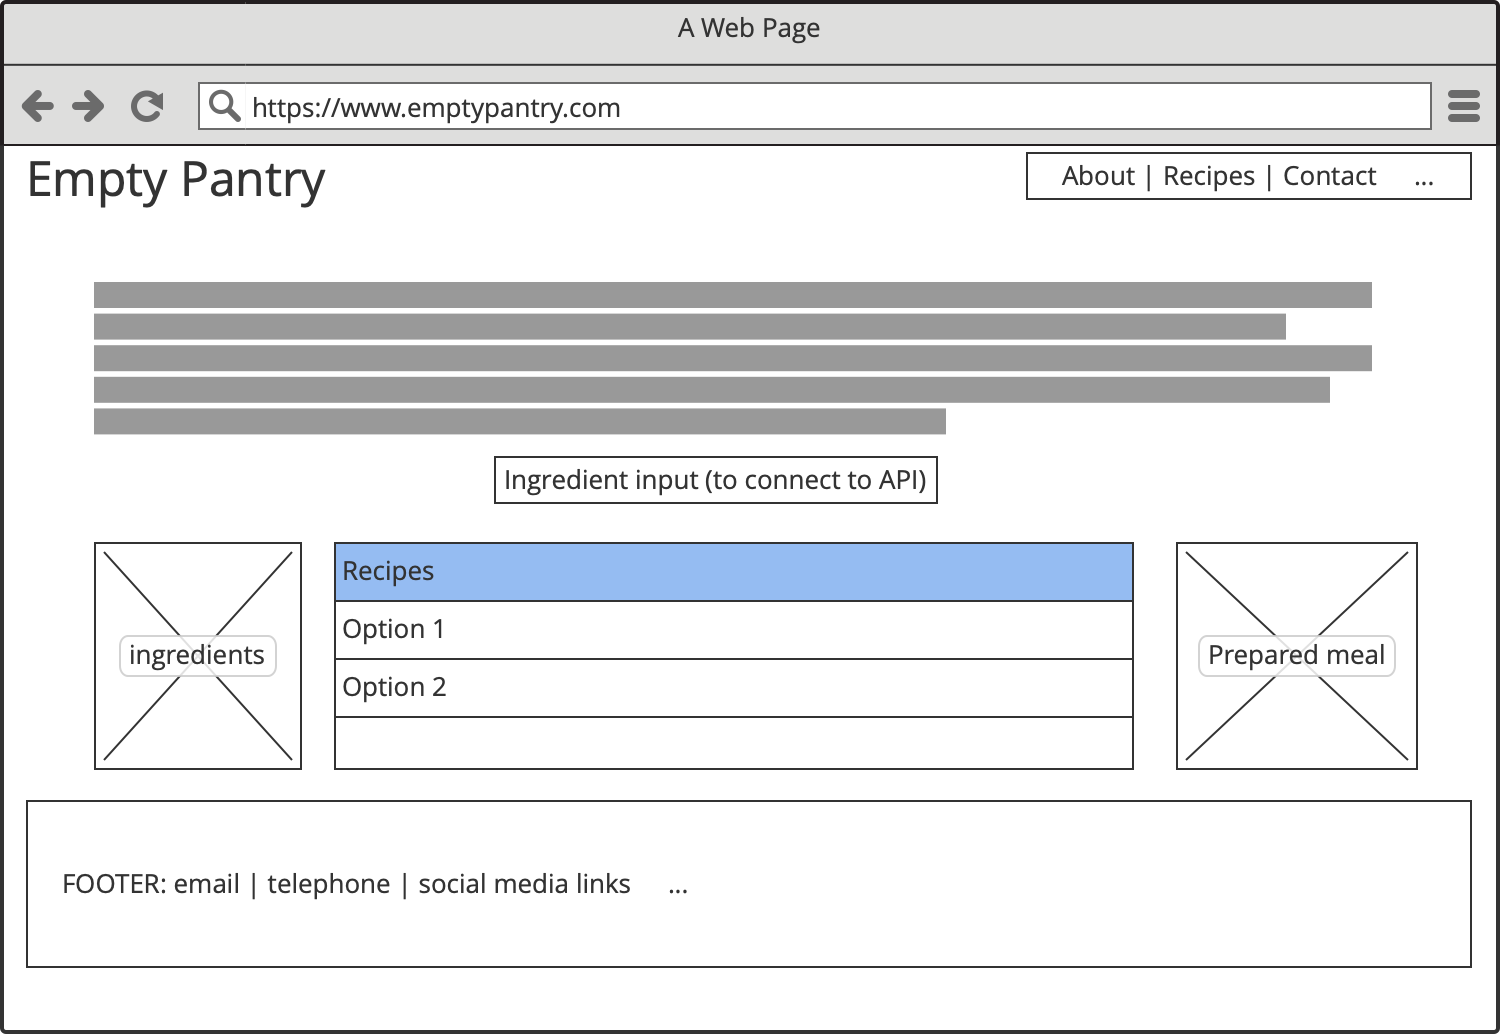 A Web Page
https://www.emptypantry.com
Empty Pantry
About | Recipes | Contact ...
Ingredient input (to connect to API)
ingredients
Recipes
Option 1
Option 2
Prepared meal
FOOTER: email | telephone | social media links ...